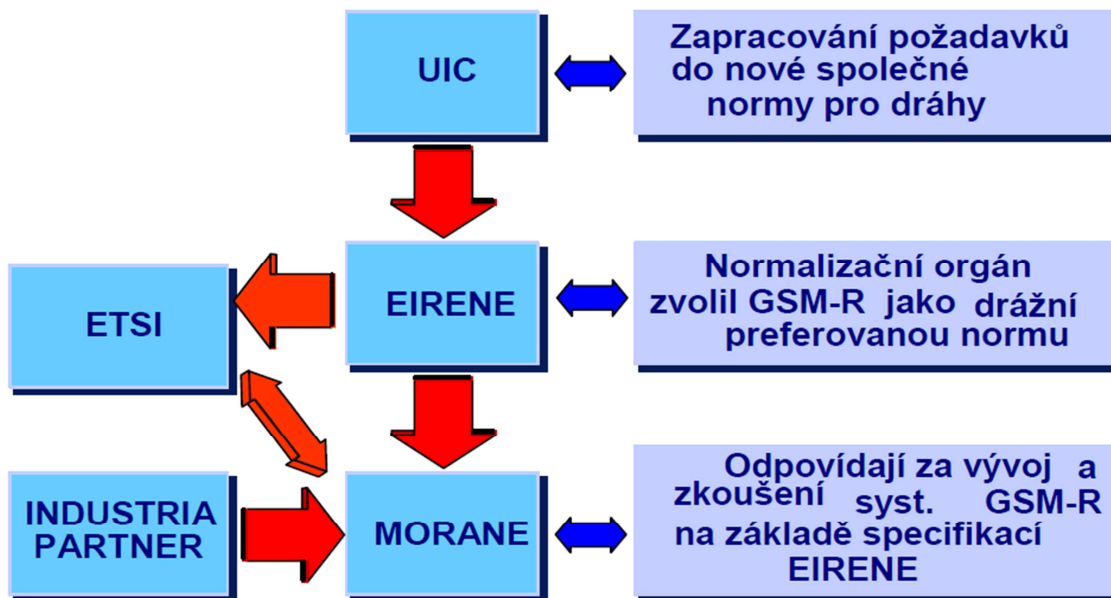 UIC
Zapracování požadavků
do nové společné
normy pro dráhy
ETSI
EIRENE
Normalizační orgán
zvolil GSM-R jako drážní
preferovanou normu
INDUSTRIA
PARTNER
MORANE
Odpovídají za vývoj a
zkoušení syst. GSM-R
na základě specifikací
EIRENE